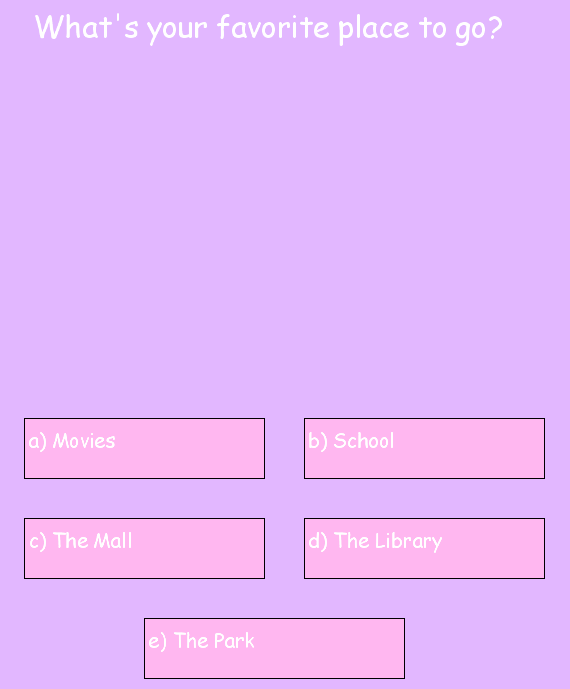 What's your favorite place to go?
a) Movies
b) School
c) The Mall
d) The Library
e) The Park